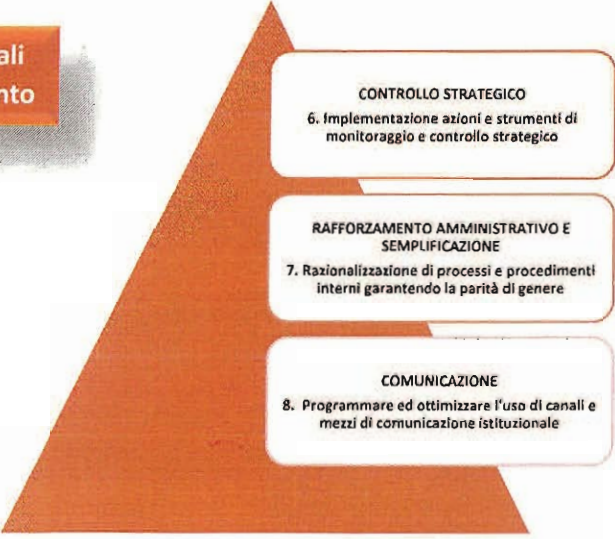 ali
nto
CONTROLLO STRATEGICO
6. Implementazione azioni e strumenti di
monitoraggio e controllo strategico
RAFFORZAMENTO AMMINISTRATIVO E
SEMPLIFICAZIONE
7. Razionalizzazione di processi e procedimenti
interni garantendo la parità di genere
COMUNICAZIONE
8. Programmare ed ottimizzare l'uso di canali e
mezzi di comunicazione istituzionale